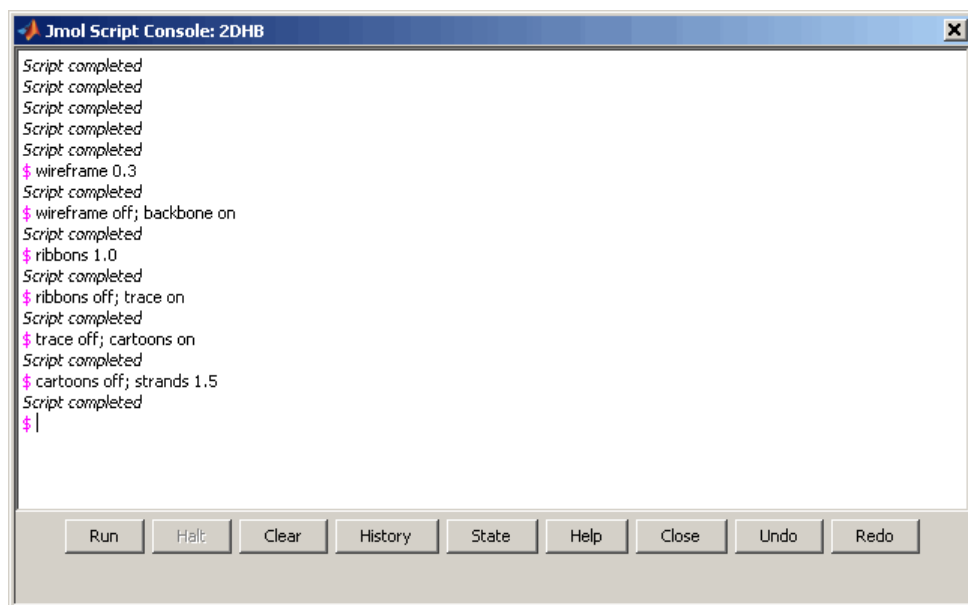 Jmol Script Console: 2DHB
Script completed
Script completed
Script completed
Script completed
Script completed
$ wireframe 0.3
Script completed
$ wireframe off; backbone on
Script completed
$ ribbons 1.0
Script completed
$ ribbons off; trace on
Script completed
$ trace off; cartoons on
Script completed
$ cartoons off; strands 1.5
Script completed
$
Run Halt Clear History State Help Close Undo Redo